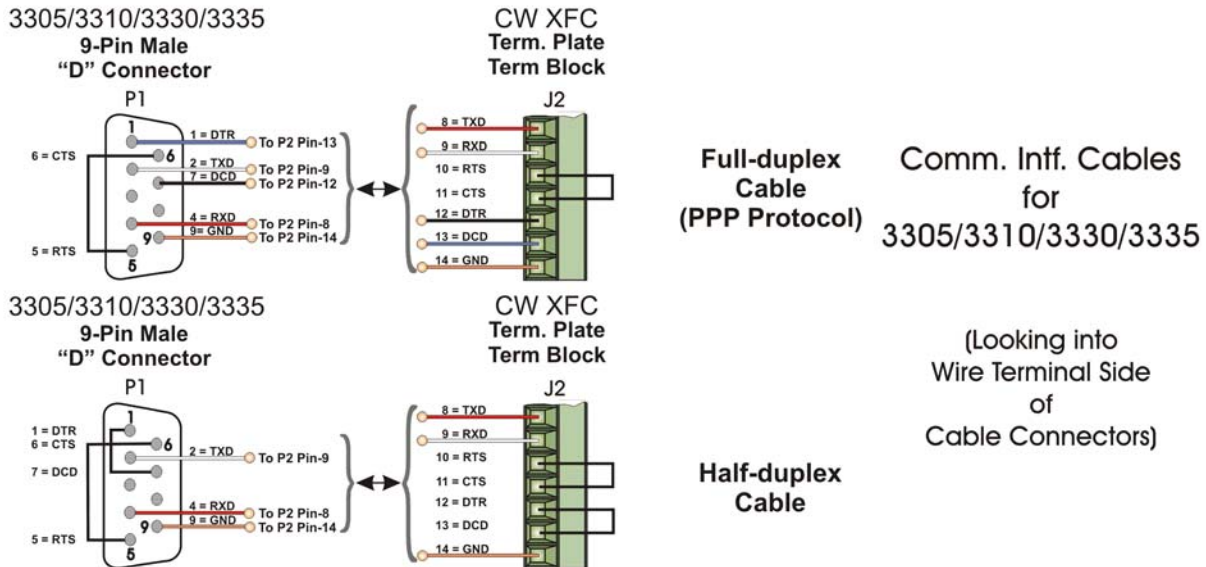 3305/3310/3330/3335
9-Pin Male
“D” Connector
P1
1
6
9
5
6 = CTS
5 = RTS
1 = DTR
To P2 Pin-13
2 = TXD
To P2 Pin-9
7 = DCD
To P2 Pin-12
4 = RXD
To P2 Pin-8
9= GND
To P2 Pin-14
CW XFC
Term. Plate
Term Block
J2
8 = TXD
9 = RXD
10 = RTS
11 = CTS
12 = DTR
13 = DCD
14 = GND
Full-duplex
Cable
(PPP Protocol)
Comm. Intf. Cables
for
3305/3310/3330/3335
3305/3310/3330/3335
9-Pin Male
“D” Connector
P1
1
6
9
5
1 = DTR
6 = CTS
7 = DCD
5 = RTS
2 = TXD
To P2 Pin-9
4 = RXD
To P2 Pin-8
9 = GND
To P2 Pin-14
CW XFC
Term. Plate
Term Block
J2
8 = TXD
9 = RXD
10 = RTS
11 = CTS
12 = DTR
13 = DCD
14 = GND
Half-duplex
Cable
(Looking into
Wire Terminal Side
of
Cable Connectors)